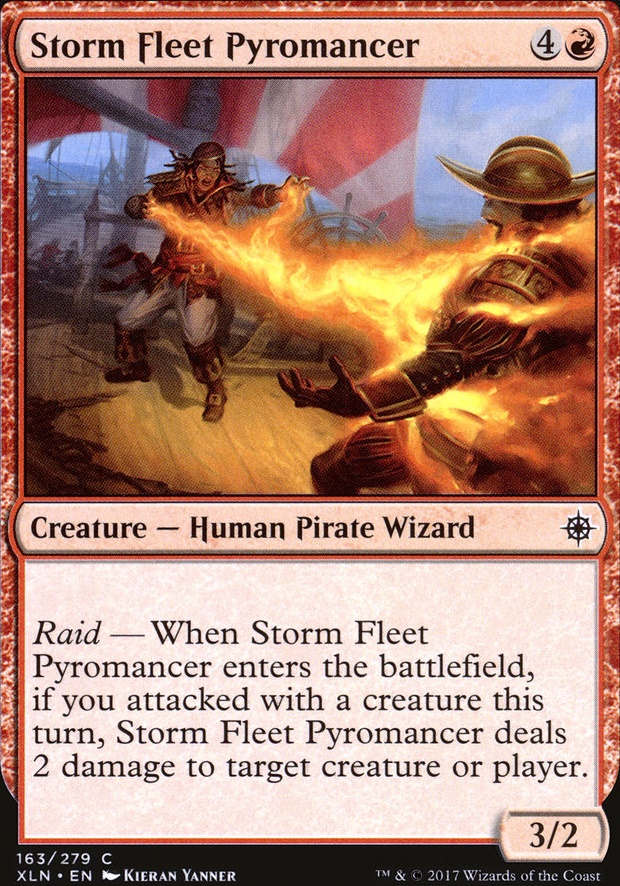 Storm Fleet Pyromancer 4
Creature — Human Pirate Wizard
Raid — When Storm Fleet
Pyromancer enters the battlefield,
if you attacked with a creature this
turn, Storm Fleet Pyromancer deals
2 damage to target creature or player.
3/2
163/279 C
XLN • EN KIERAN YANNER
™ & © 2017 Wizards of the Coast